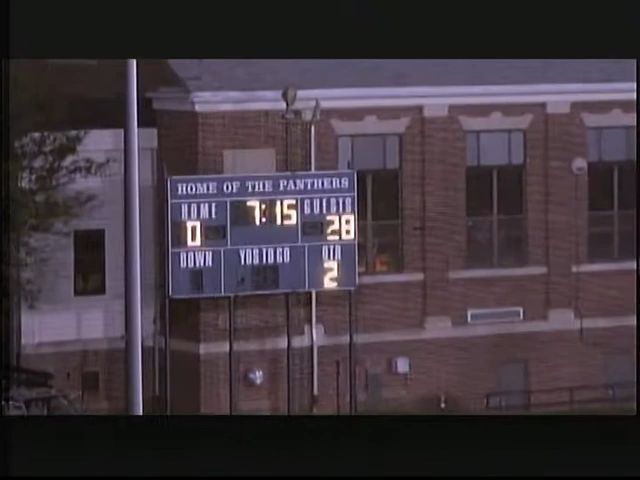 HOME OF THE PANTHERS
HOME 7:15 GUESTS
0 28
DOWN YDS TO GO QTR
2